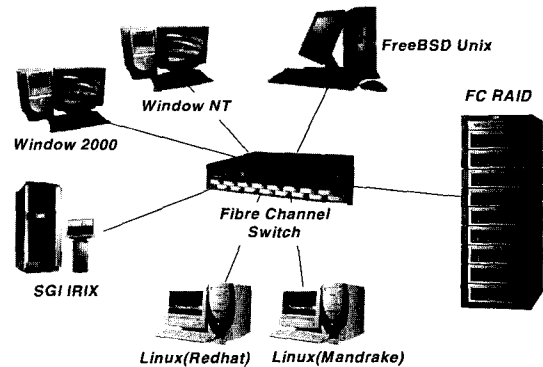 FreeBSD Unix
Window NT
FC RAID
Window 2000
Fibre Channel
Switch
SGI IRIX
Linux(Redhat)
Linux(Mandrake)